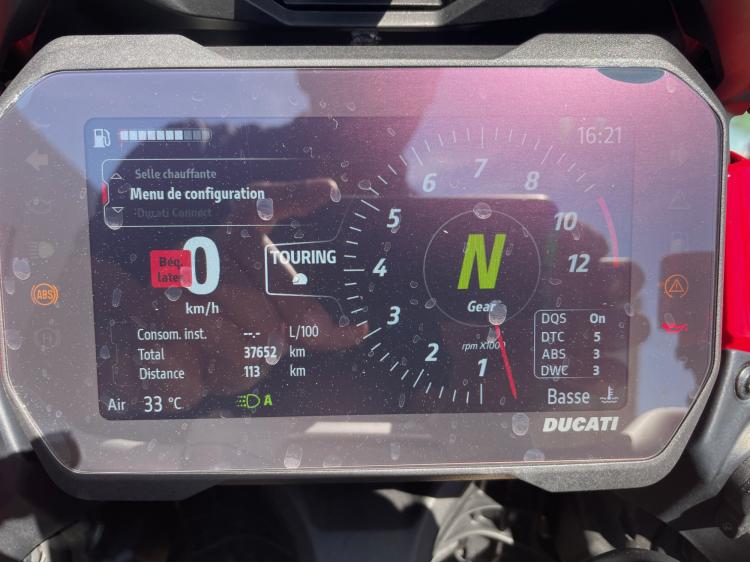 16:21
Selle chauffante
Menu de configuration
Ducati Connect
Béq.
later
0
km/h
TOURING
1
2
3
4
5
6
7
8
10
12
N
Gear
rpm X1000
Consom. inst. --.- L/100
Total 37652 km
Distance 113 km
DQS On
DTC 5
ABS 3
DWC 3
Air 33 °C
A
Basse
DUCATI
ABS